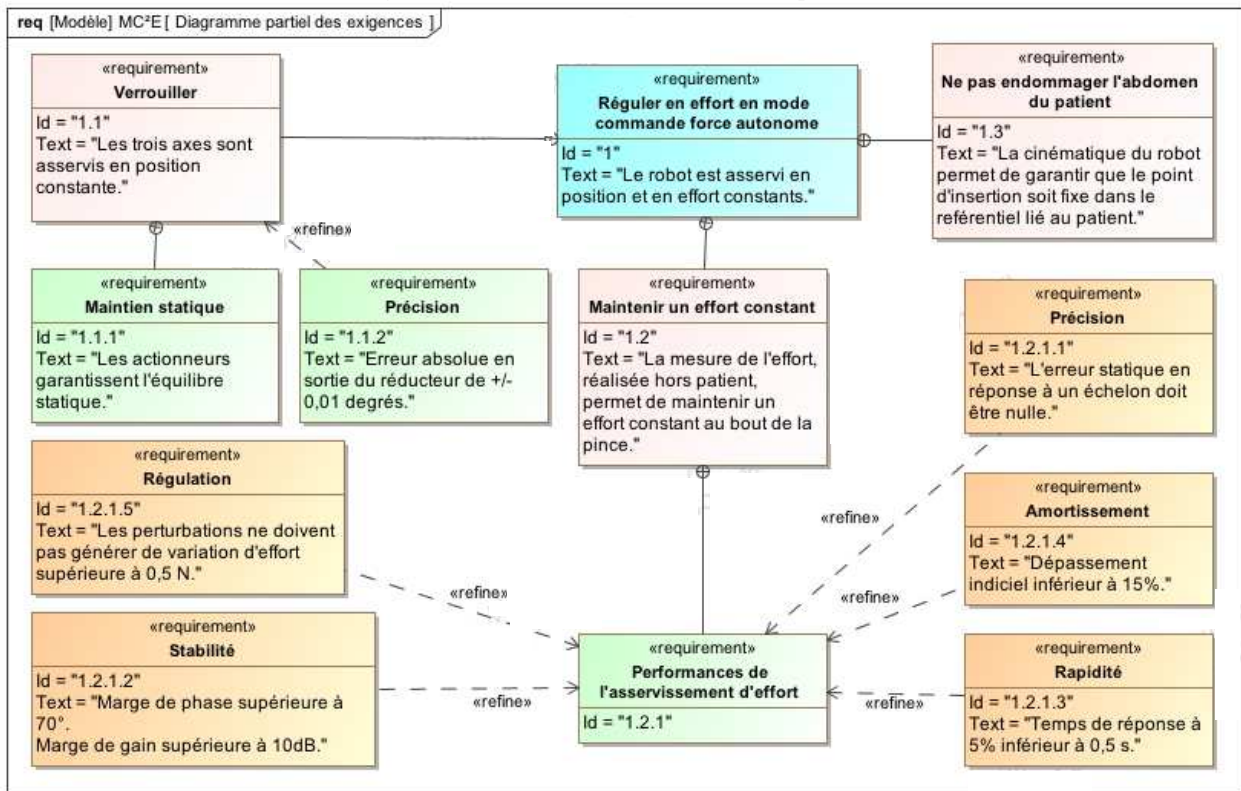 req [Modèle] MC²E [ Diagramme partiel des exigences ]
«requirement»
Verrouiller
Id = "1.1"
Text = "Les trois axes sont
asservis en position
constante."
«requirement»
Réguler en effort en mode
commande force autonome
Id = "1"
Text = "Le robot est asservi en
position et en effort constants."
«requirement»
Ne pas endommager l'abdomen
du patient
Id = "1.3"
Text = "La cinématique du robot
permet de garantir que le point
d'insertion soit fixe dans le
reférentiel lié au patient."
«refine»
«requirement»
Maintien statique
Id = "1.1.1"
Text = "Les actionneurs
garantissent l'équilibre
statique."
«requirement»
Précision
Id = "1.1.2"
Text = "Erreur absolue en
sortie du réducteur de +/-
0,01 degrés."
«requirement»
Maintenir un effort constant
Id = "1.2"
Text = "La mesure de l'effort,
réalisée hors patient,
permet de maintenir un
effort constant au bout de la
pince."
«requirement»
Précision
Id = "1.2.1.1"
Text = "L'erreur statique en
réponse à un échelon doit
être nulle."
«requirement»
Régulation
Id = "1.2.1.5"
Text = "Les perturbations ne doivent
pas générer de variation d'effort
supérieure à 0,5 N."
«refine»
«requirement»
Amortissement
Id = "1.2.1.4"
Text = "Dépassement
indiciel inférieur à 15%."
«refine»
«refine»
«requirement»
Stabilité
Id = "1.2.1.2"
Text = "Marge de phase supérieure à
70°.
Marge de gain supérieure à 10dB."
«refine»
«requirement»
Performances de
l'asservissement d'effort
Id = "1.2.1"
«refine»
«requirement»
Rapidité
Id = "1.2.1.3"
Text = "Temps de réponse à
5% inférieur à 0,5 s."